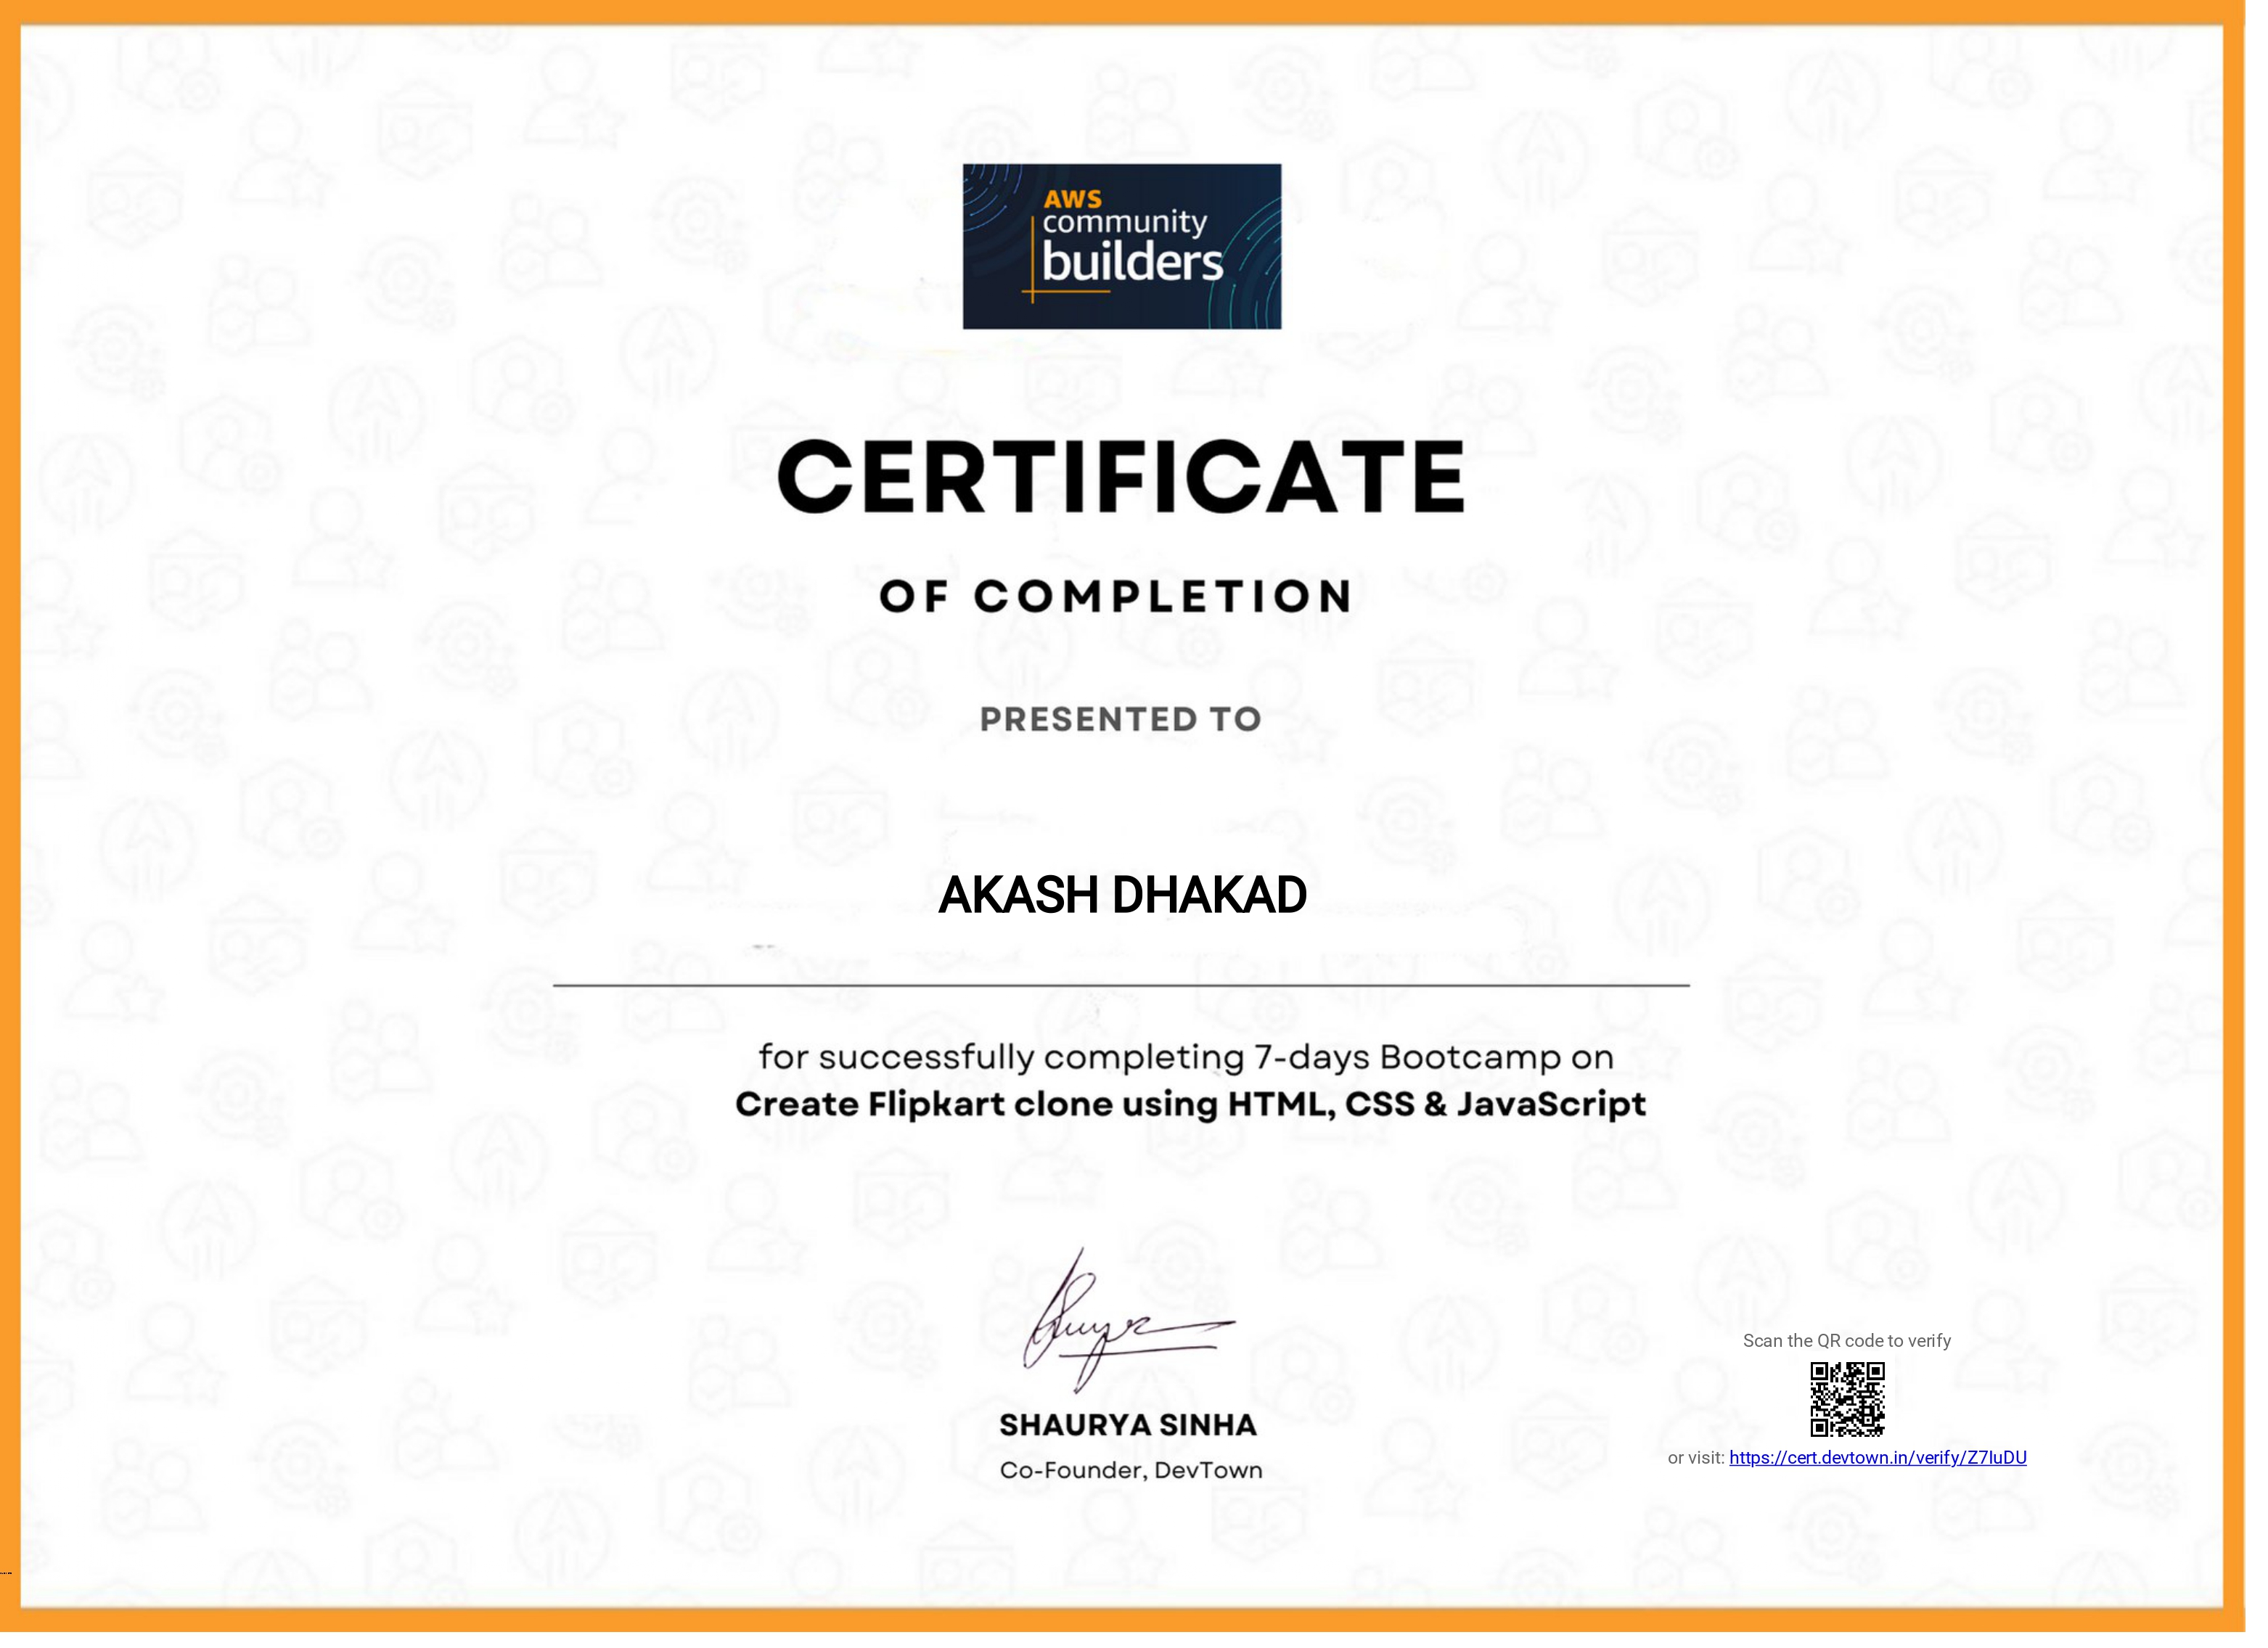 AWS
community
builders
CERTIFICATE
OF COMPLETION
PRESENTED TO
AKASH DHAKAD
for successfully completing 7-days Bootcamp on
Create Flipkart clone using HTML, CSS & JavaScript
SHAURYA SINHA
Co-Founder, DevTown
Scan the QR code to verify
or visit: https://cert.devtown.in/verify/Z7IuDU